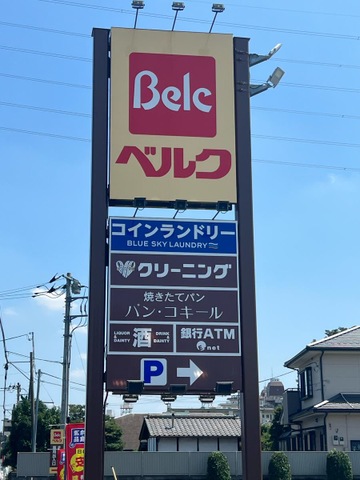 Belc
ベルク
コインランドリー
BLUE SKY LAUNDRY
クリーニング
焼きたてパン
パン・コキール
LIQUOR & DAINTY 酒 DRINK & DAINTY
銀行ATM
net
P